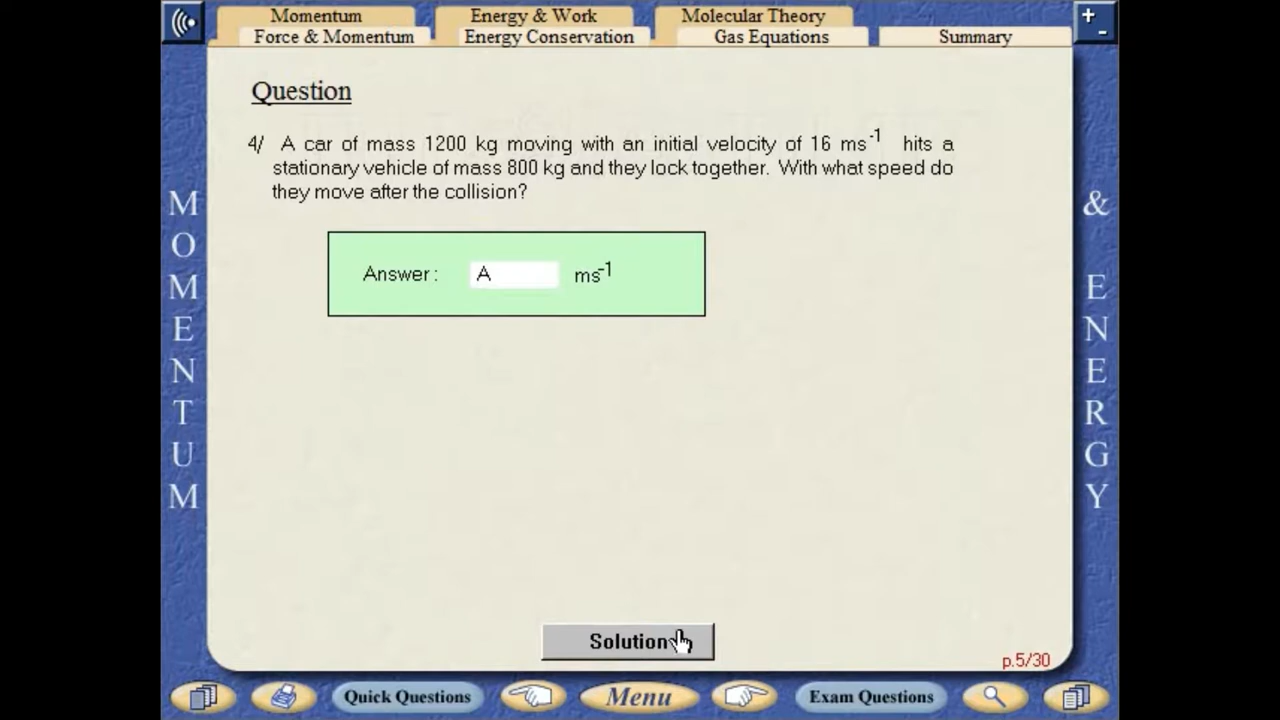 Momentum
Energy & Work
Molecular Theory
+
-
Force & Momentum
Energy Conservation
Gas Equations
Summary
Question
4/ A car of mass 1200 kg moving with an initial velocity of 16 ms-1 hits a
stationary vehicle of mass 800 kg and they lock together. With what speed do
they move after the collision?
Answer : A ms-1
MOMENTUM
& ENERGY
Solution
p.5/30
Quick Questions
Menu
Exam Questions